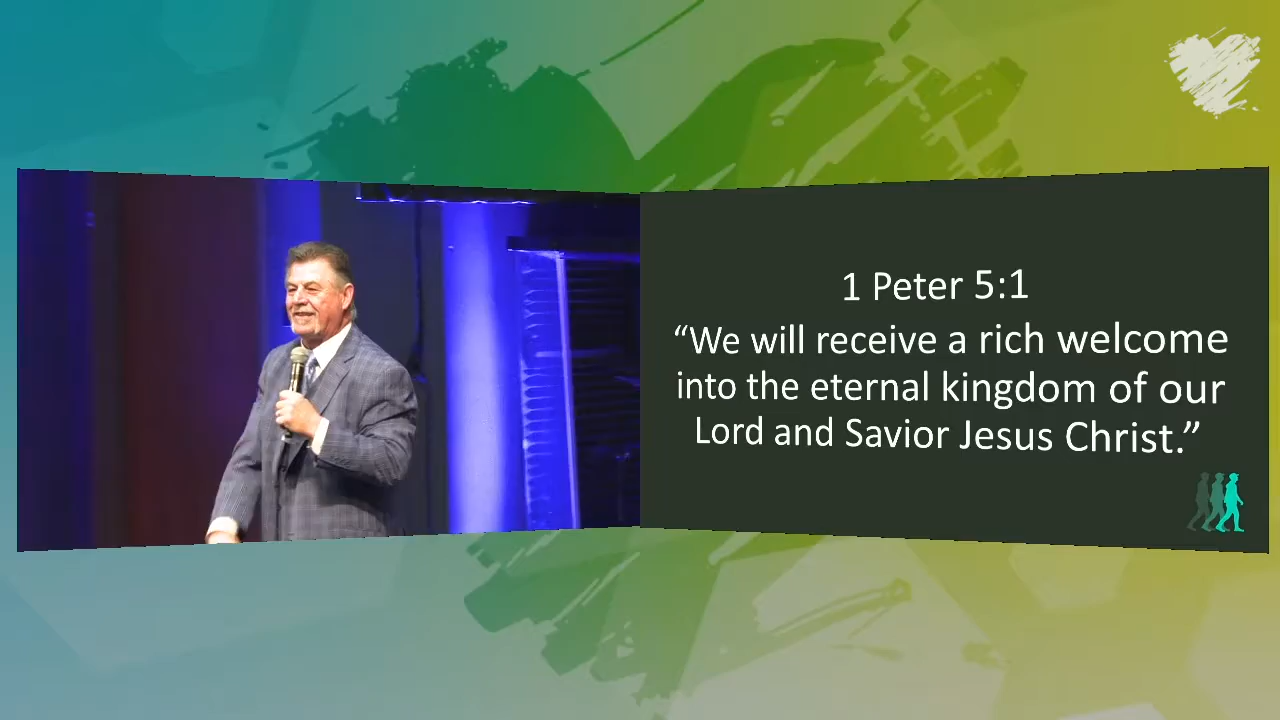 1 Peter 5:1
“We will receive a rich welcome
into the eternal kingdom of our
Lord and Savior Jesus Christ.”